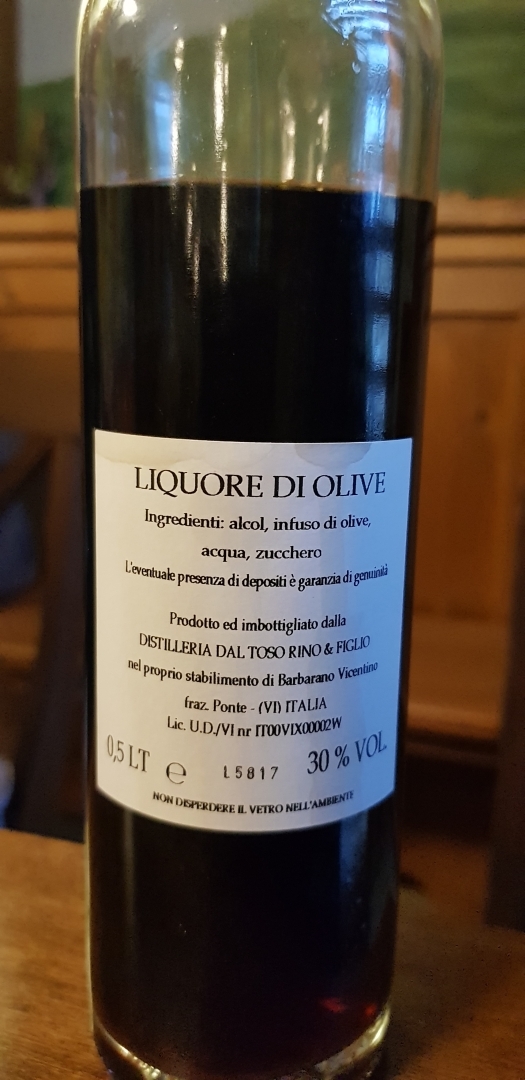 LIQUORE DI OLIVE
Ingredienti: alcol, infuso di olive,
acqua, zucchero
L'eventuale presenza di depositi è garanzia di genuinità
Prodotto ed imbottigliato dalla
DISTILLERIA DAL TOSO RINO & FIGLIO
nel proprio stabilimento di Barbarano Vicentino
fraz. Ponte - (VI) ITALIA
Lic. U.D./VI nr IT00VIX00002W
0,5 LT ℮ L5817 30 % VOL
NON DISPERDERE IL VETRO NELL'AMBIENTE